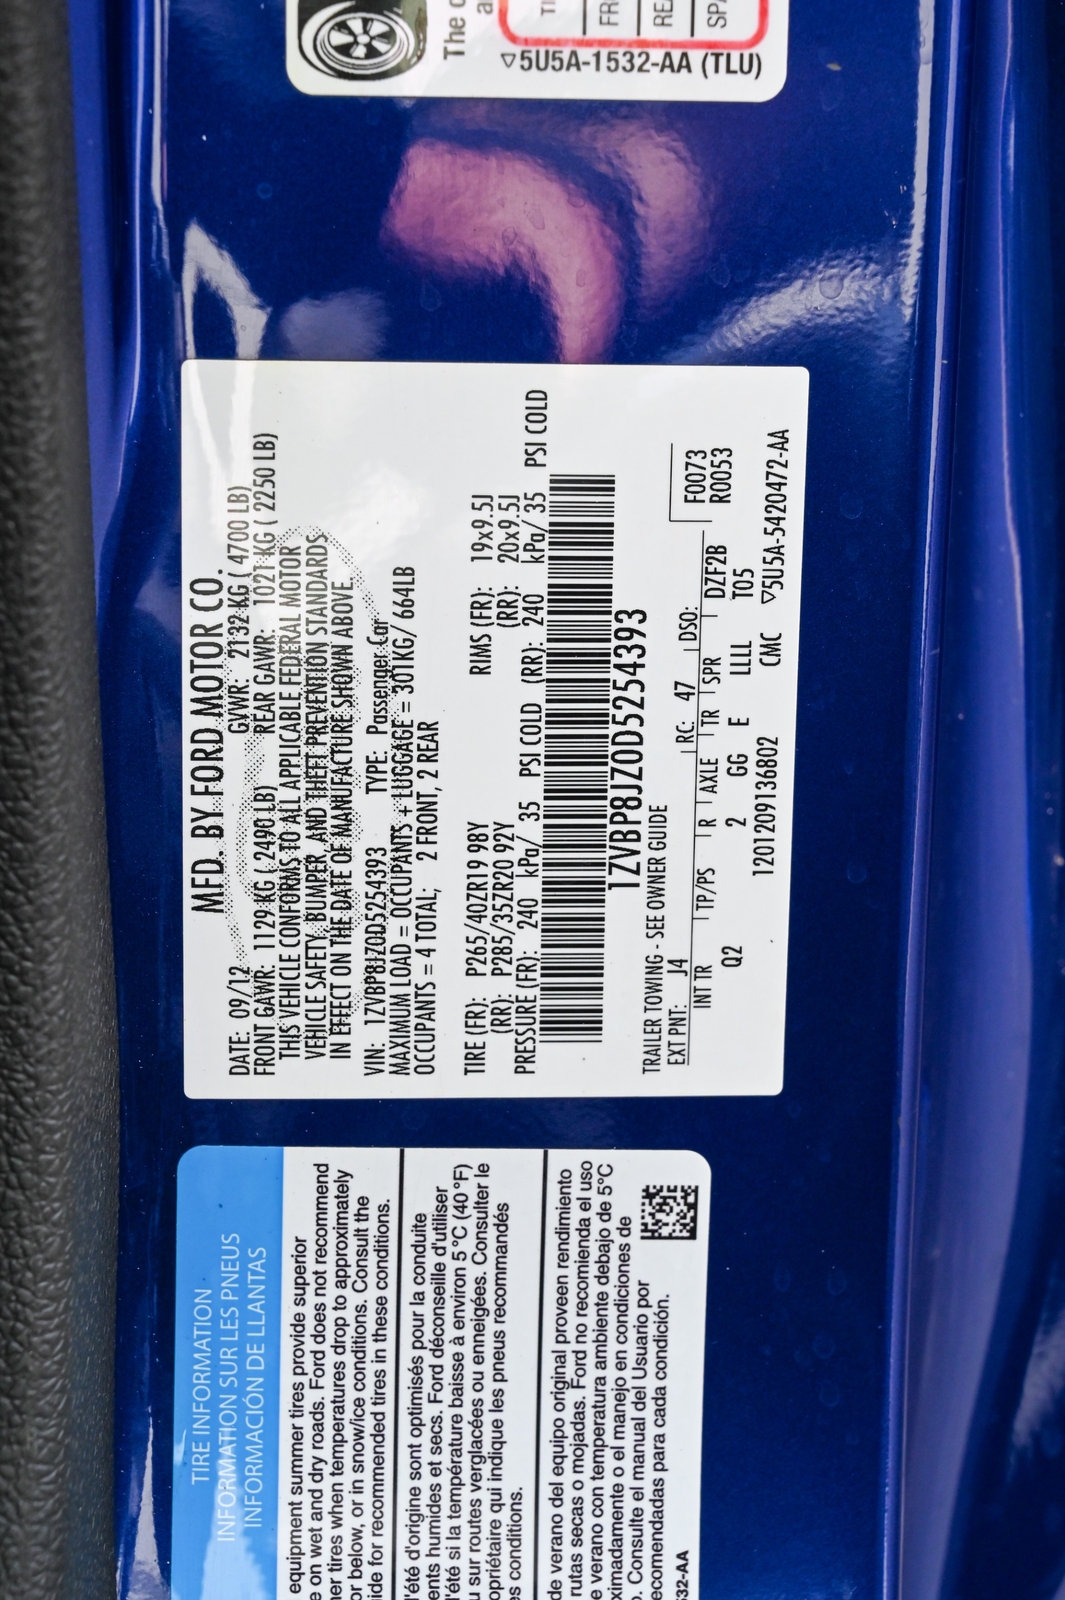 TIRE INFORMATION
INFORMATION SUR LES PNEUS
INFORMACIÓN DE LLANTAS
equipment summer tires provide superior
on wet and dry roads. Ford does not recommend
tires when temperatures drop to approximately
or below, or in snow/ice conditions. Consult the
for recommended tires in these conditions.
l'été d'origine sont optimisés pour la conduite
humides et secs. Ford déconseille d'utiliser
l'été si la température baisse à environ 5 °C (40 °F)
sur routes verglacées ou enneigées. Consulter le
qui indique les pneus recommandés
conditions.
de verano del equipo original proveen rendimiento
rutas secas o mojadas. Ford no recomienda el uso
verano con temperatura ambiente debajo de 5°C
o el manejo en condiciones de
Consulte el manual del Usuario por
para cada condición.
32-AA
MFD. BY FORD MOTOR CO.
DATE: 09/12 GVWR: 2132 KG ( 4700 LB)
FRONT GAWR: 1129 KG ( 2490 LB) REAR GAWR: 1021 KG ( 2250 LB)
THIS VEHICLE CONFORMS TO ALL APPLICABLE FEDERAL MOTOR
VEHICLE SAFETY, BUMPER, AND THEFT PREVENTION STANDARDS
IN EFFECT ON THE DATE OF MANUFACTURE SHOWN ABOVE.
VIN: 1ZVBP8JZ0D5254393 TYPE: Passenger Car
MAXIMUM LOAD = OCCUPANTS + LUGGAGE = 301KG/ 664LB
OCCUPANTS = 4 TOTAL, 2 FRONT, 2 REAR
TIRE (FR): P265/40ZR19 98Y RIMS (FR): 19x9.5J
(RR): P285/35ZR20 92Y (RR): 20x9.5J
PRESSURE (FR): 240 kPa/ 35 PSI COLD (RR): 240 kPa/ 35 PSI COLD
1ZVBP8JZ0D5254393
TRAILER TOWING - SEE OWNER GUIDE
EXT PNT: J4 RC: 47 DSO: F0073
INT TR TP/PS R AXLE TR SPR DZF2B R0053
Q2 2 GG E LLLL T05
1201209136802 CMC ▽5U5A-5420472-AA
The
▽5U5A-1532-AA (TLU)